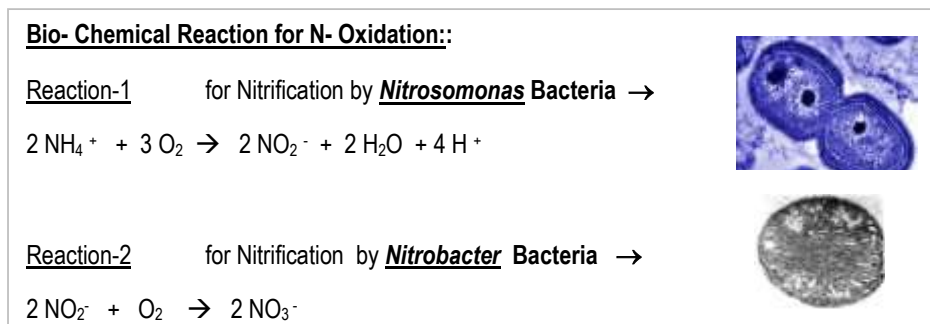 Bio- Chemical Reaction for N- Oxidation::
Reaction-1 for Nitrification by Nitrosomonas Bacteria →
2 NH₄ ⁺ + 3 O₂ → 2 NO₂ ⁻ + 2 H₂O + 4 H ⁺
Reaction-2 for Nitrification by Nitrobacter Bacteria →
2 NO₂⁻ + O₂ → 2 NO₃ ⁻